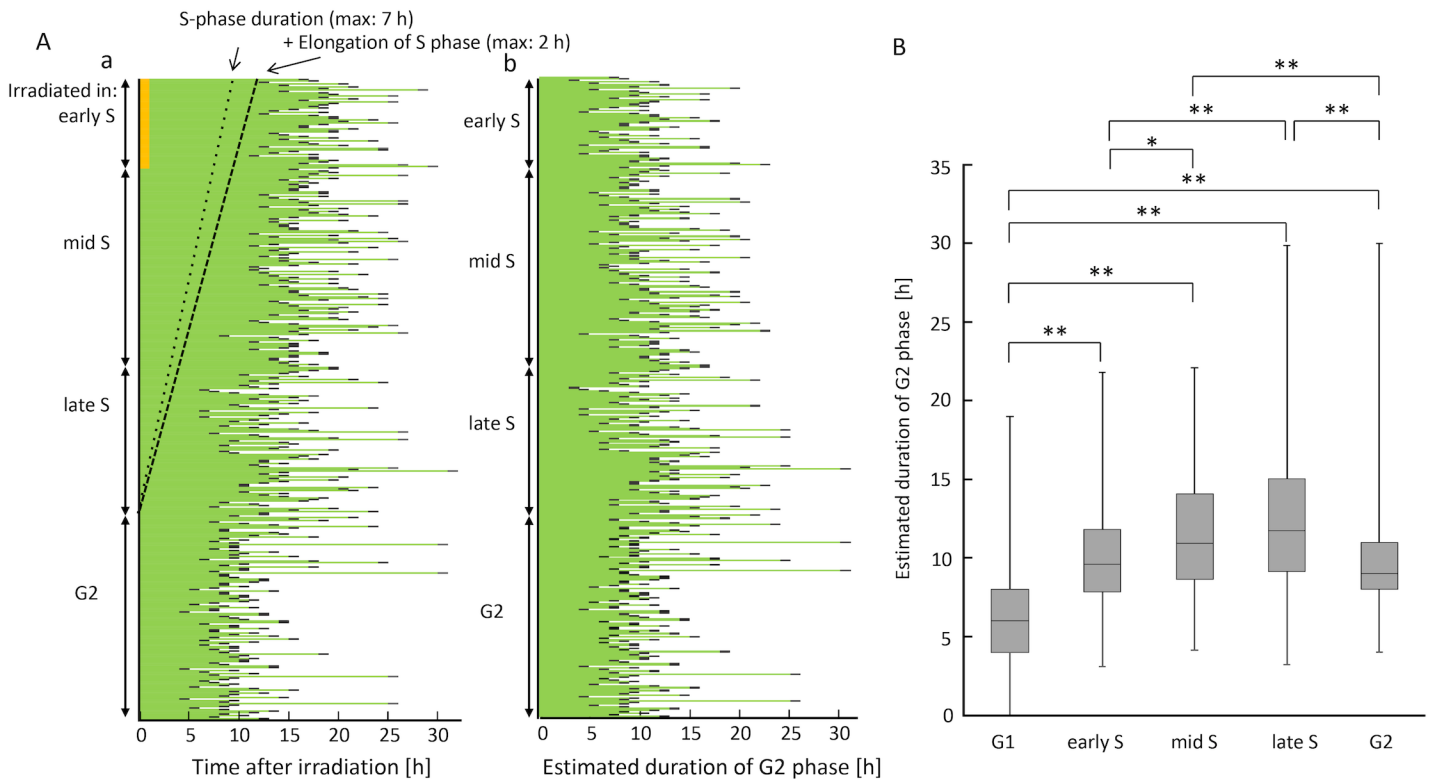 A
S-phase duration (max: 7 h)
+ Elongation of S phase (max: 2 h)
a
Irradiated in:
early S
mid S
late S
G2
0 5 10 15 20 25 30
Time after irradiation [h]
b
early S
mid S
late S
G2
0 5 10 15 20 25 30
Estimated duration of G2 phase [h]
B
**
** **
*
**
**
**
**
Estimated duration of G2 phase [h]
35
30
25
20
15
10
5
0
G1 early S mid S late S G2